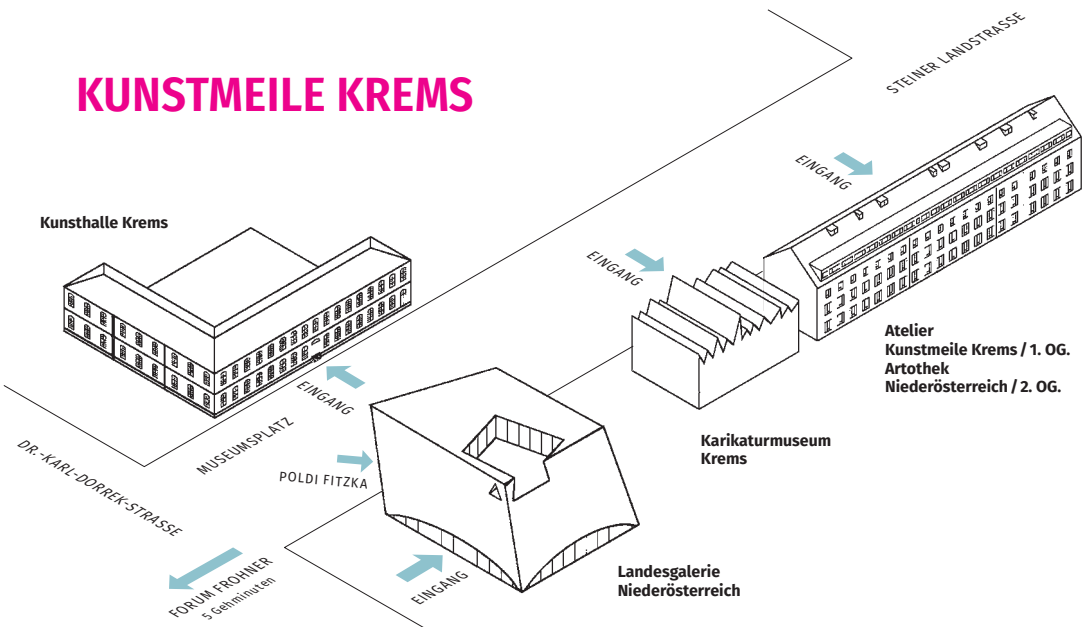 KUNSTMEILE KREMS
STEINER LANDSTRASSE
EINGANG
Kunsthalle Krems
EINGANG
Atelier
Kunstmeile Krems / 1. OG.
Artothek
Niederösterreich / 2. OG.
EINGANG
MUSEUMSPLATZ
Karikaturmuseum
Krems
DR.-KARL-DORREK-STRASSE
POLDI FITZKA
FORUM FROHNER
5 Gehminuten
EINGANG
Landesgalerie
Niederösterreich